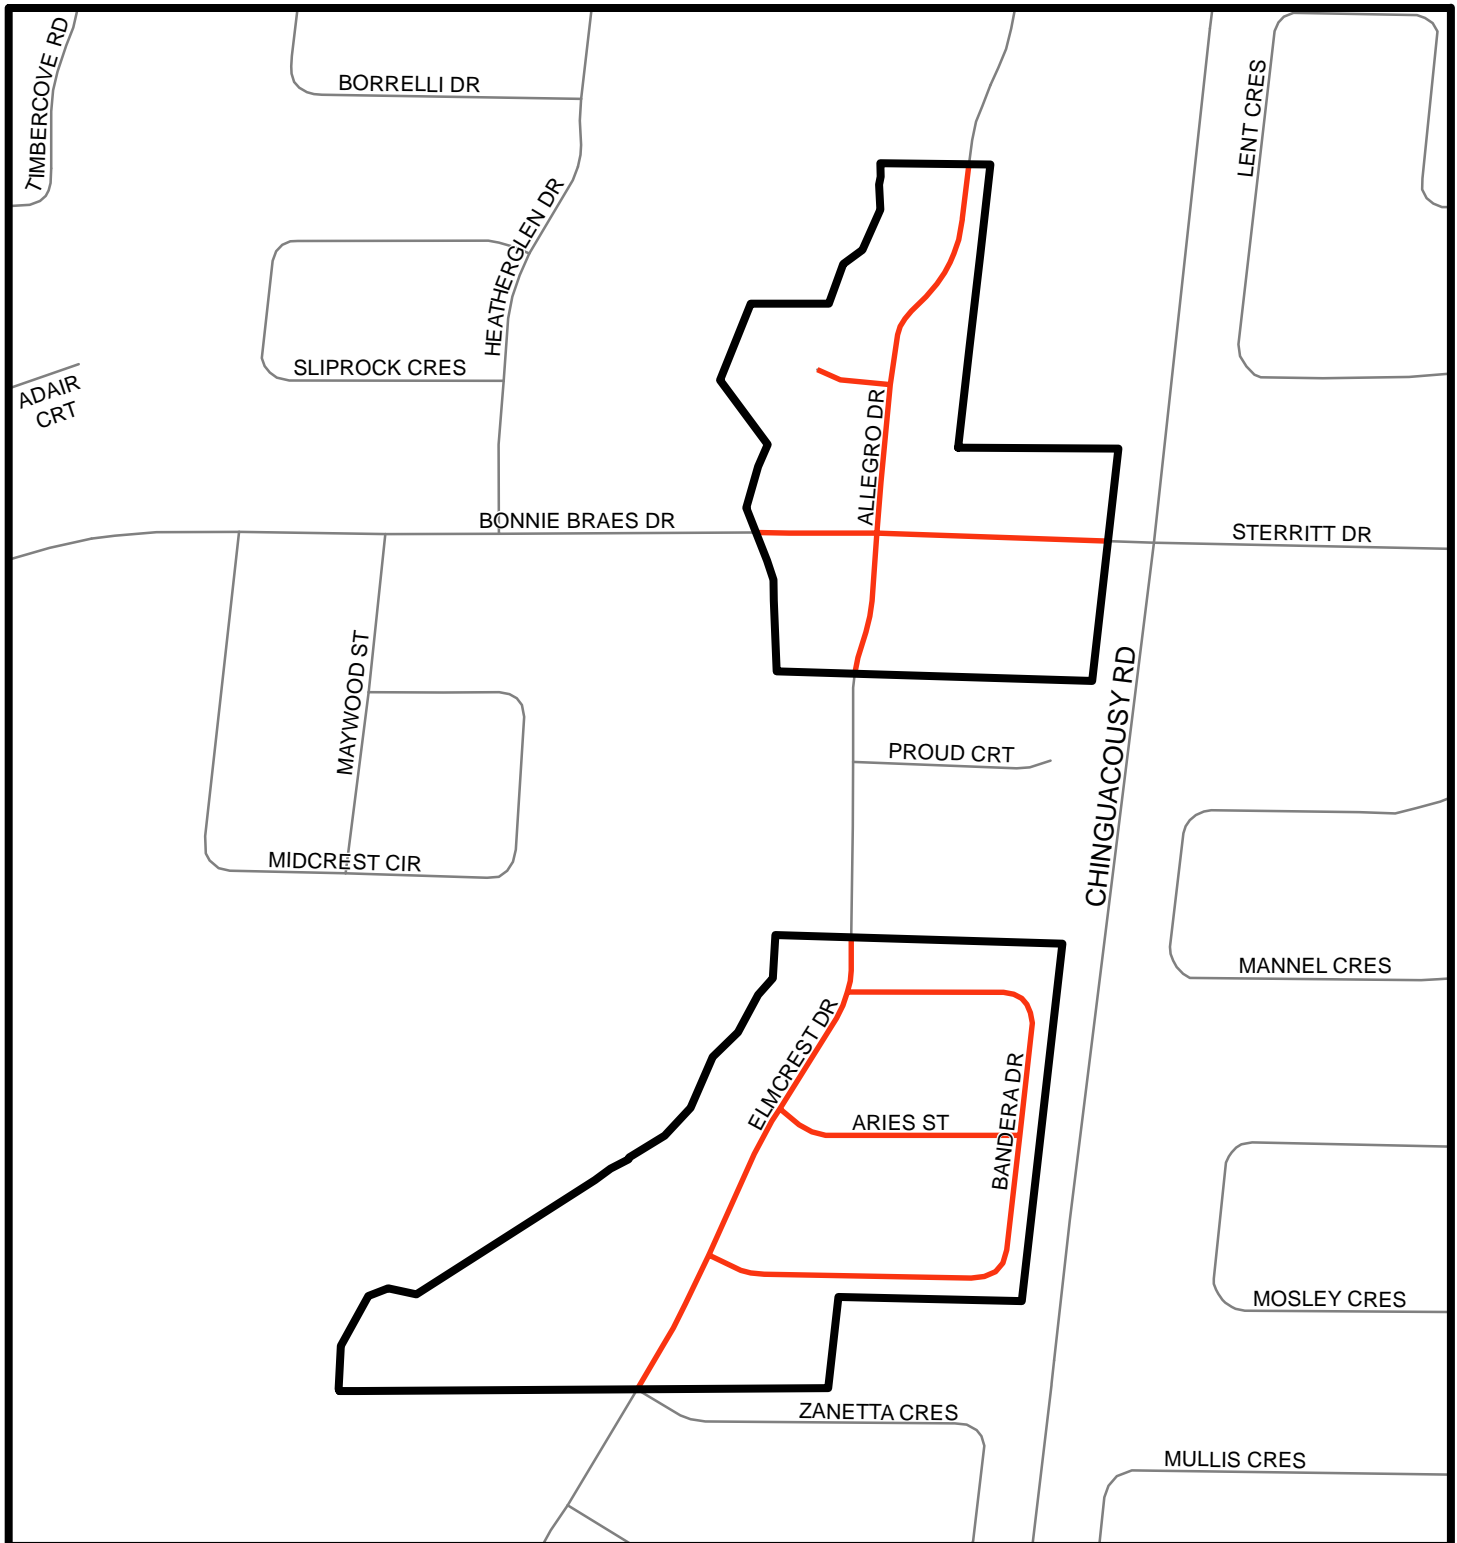 TIMBERCOVE RD
BORRELLI DR
LENT CRES
HEATHERGLEN DR
SLIPROCK CRES
ADAIR
CRT
ALLEGRO DR
BONNIE BRAES DR
STERRITT DR
MAYWOOD ST
CHINGUACOUSY RD
PROUD CRT
MIDCREST CIR
MANNEL CRES
ELMCREST DR
BANDERA DR
ARIES ST
MOSLEY CRES
ZANETTA CRES
MULLIS CRES